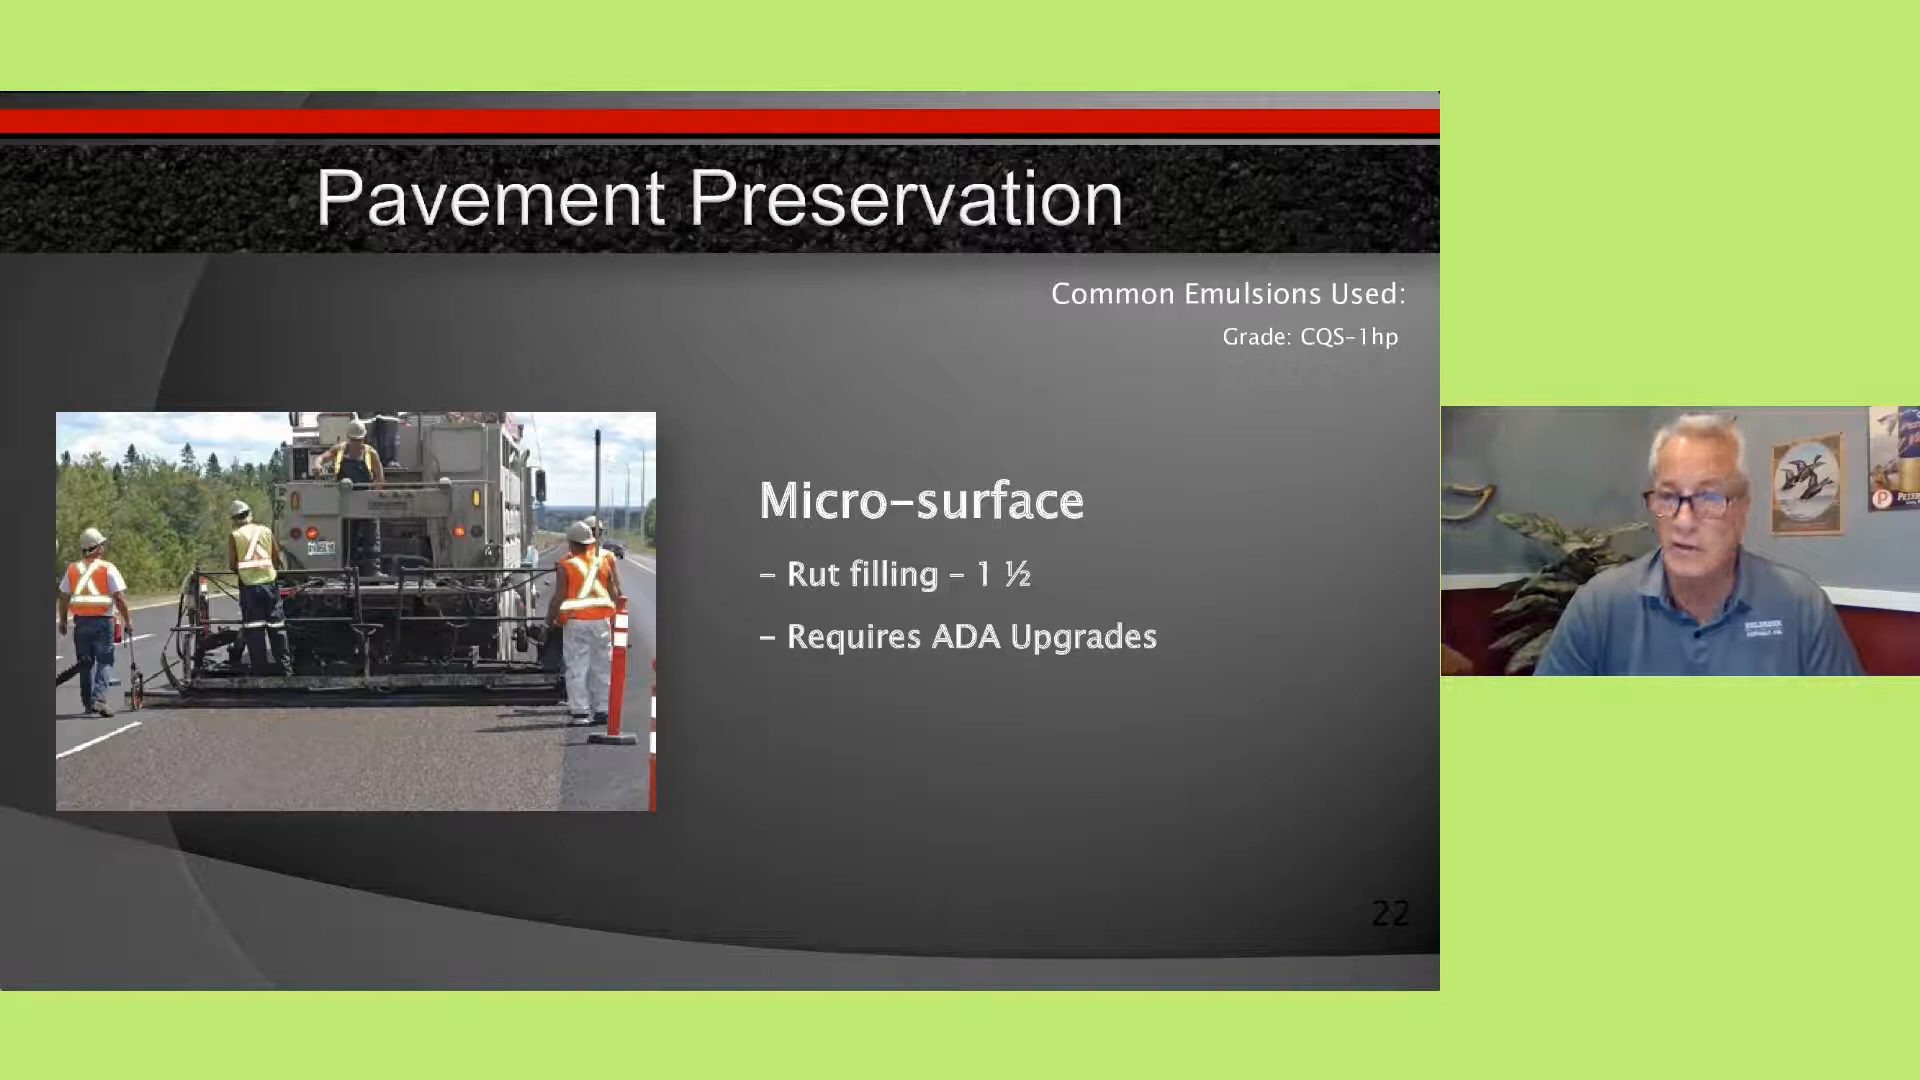 Pavement Preservation
Common Emulsions Used:
Grade: CQS-1hp
Micro-surface
- Rut filling - 1 ½
- Requires ADA Upgrades
22